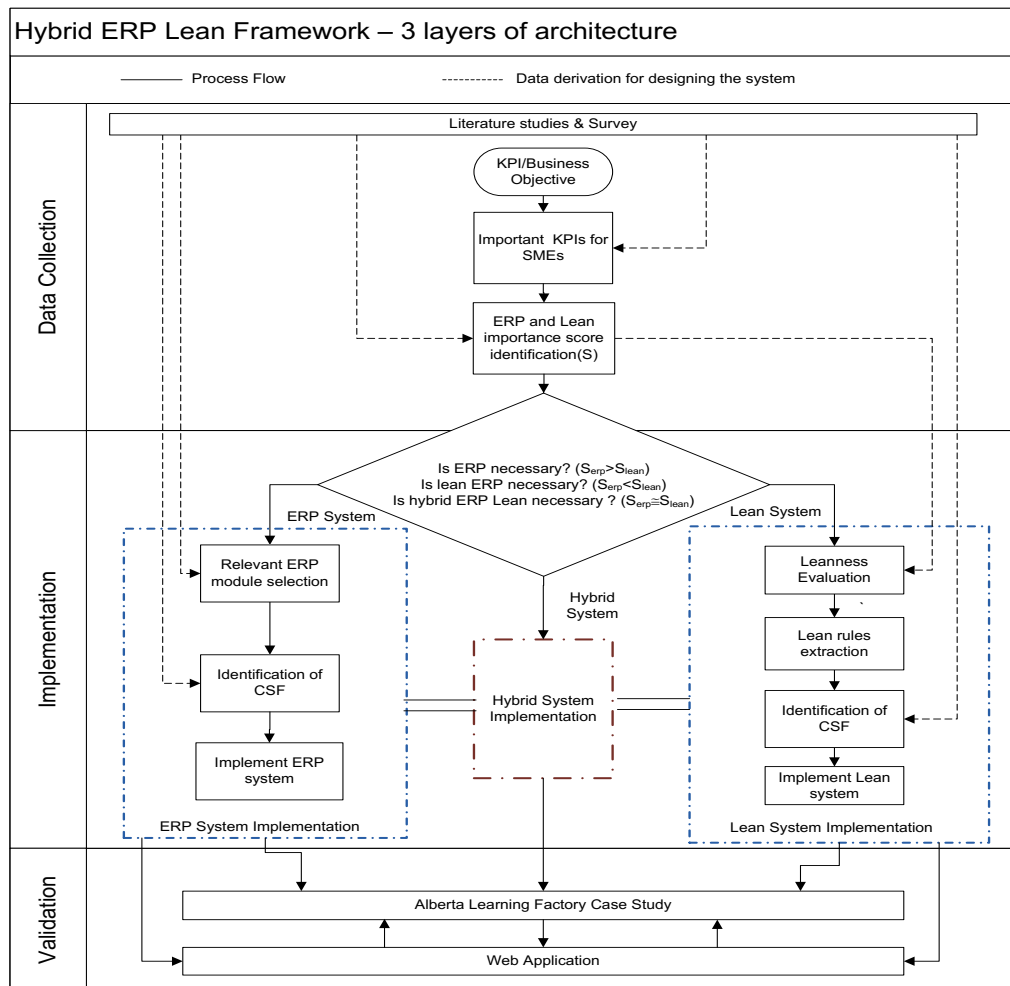 Hybrid ERP Lean Framework – 3 layers of architecture
Process Flow
Data derivation for designing the system
Data Collection
Literature studies & Survey
KPI/Business
Objective
Important KPIs for
SMEs
ERP and Lean
importance score
identification(S)
Implementation
Is ERP necessary? (Serp>Slean)
Is lean ERP necessary? (Serp<Slean)
Is hybrid ERP Lean necessary ? (Serp≅Slean)
ERP System
Lean System
Hybrid
System
Relevant ERP
module selection
Identification of
CSF
Implement ERP
system
ERP System Implementation
Hybrid System
Implementation
Leanness
Evaluation
`
Lean rules
extraction
Identification of
CSF
Implement Lean
system
Lean System Implementation
Validation
Alberta Learning Factory Case Study
Web Application